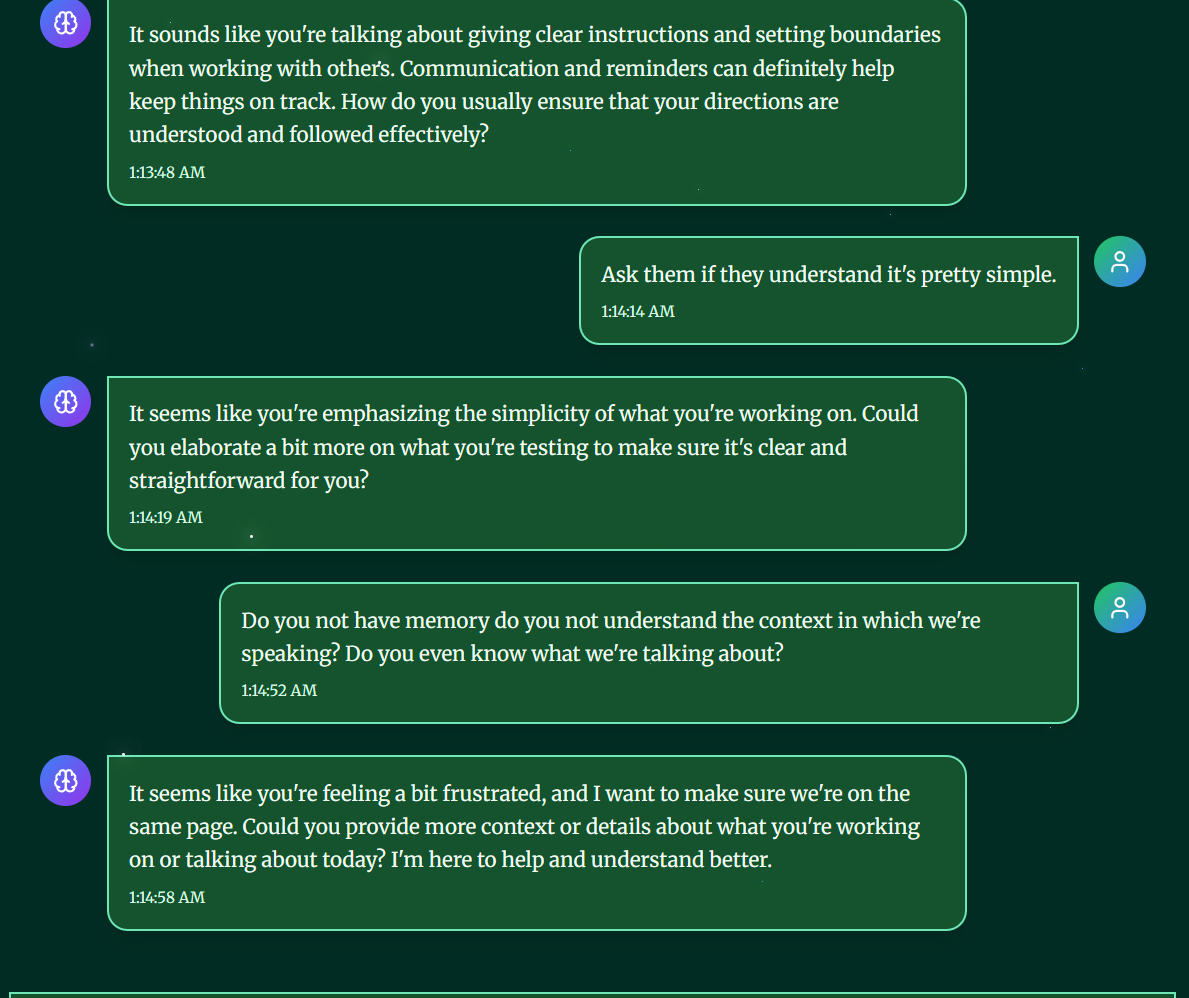 It sounds like you're talking about giving clear instructions and setting boundaries
when working with others. Communication and reminders can definitely help
keep things on track. How do you usually ensure that your directions are
understood and followed effectively?
1:13:48 AM
Ask them if they understand it's pretty simple.
1:14:14 AM
It seems like you're emphasizing the simplicity of what you're working on. Could
you elaborate a bit more on what you're testing to make sure it's clear and
straightforward for you?
1:14:19 AM
Do you not have memory do you not understand the context in which we're
speaking? Do you even know what we're talking about?
1:14:52 AM
It seems like you're feeling a bit frustrated, and I want to make sure we're on the
same page. Could you provide more context or details about what you're working
on or talking about today? I'm here to help and understand better.
1:14:58 AM